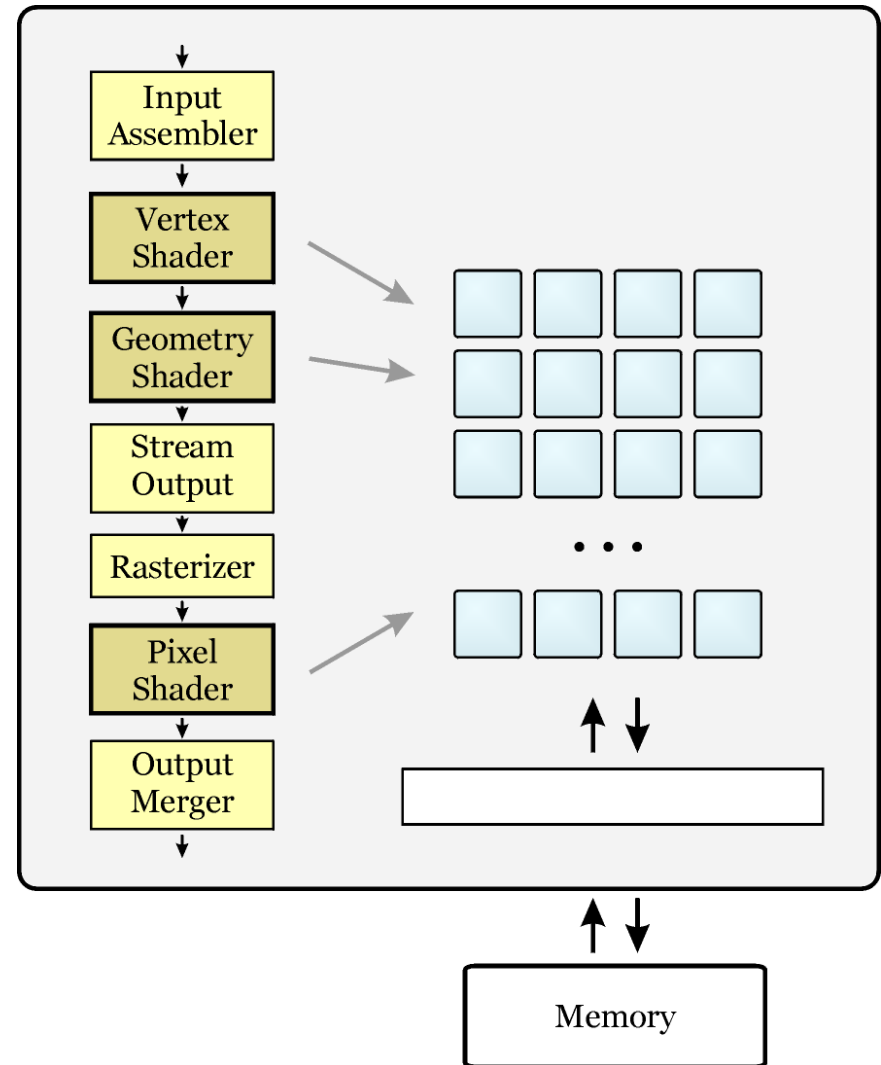 Input
Assembler
Vertex
Shader
Geometry
Shader
Stream
Output
Rasterizer
Pixel
Shader
Output
Merger
Memory